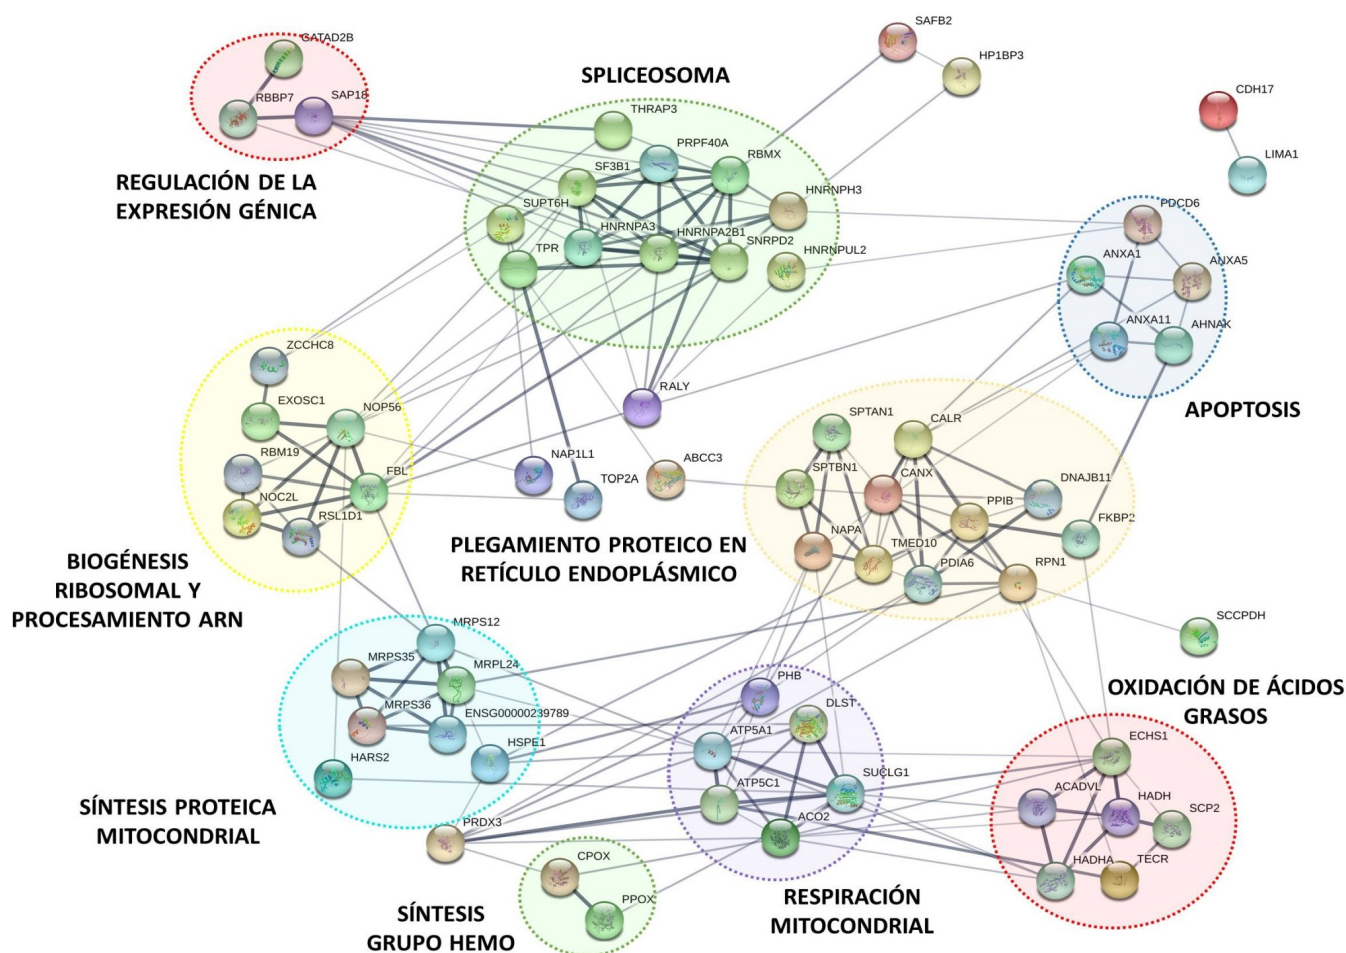 GATAD2B
RBBP7
SAP18
REGULACIÓN DE LA
EXPRESIÓN GÉNICA
SPLICEOSOMA
THRAP3
PRPF40A
SF3B1
RBMX
HNRNPH3
SUPT6H
HNRNPA3
HNRNPA2B1
TPR
SNRPD2
HNRNPUL2
SAFB2
HP1BP3
CDH17
LIMA1
PDCD6
ANXA1
ANXA5
ANXA11
AHNAK
APOPTOSIS
ZCCHC8
EXOSC1
NOP56
RBM19
FBL
NOC2L
RSL1D1
BIOGÉNESIS
RIBOSOMAL Y
PROCESAMIENTO ARN
RALY
NAP1L1
TOP2A
ABCC3
PLEGAMIENTO PROTEICO EN
RETÍCULO ENDOPLÁSMICO
SPTAN1
CALR
SPTBN1
CANX
DNAJB11
PPIB
FKBP2
NAPA
TMED10
PDIA6
RPN1
SCCPDH
MRPS12
MRPS35
MRPL24
MRPS36
ENSG00000239789
HSPE1
HARS2
SÍNTESIS PROTEICA
MITOCONDRIAL
PRDX3
CPOX
PPOX
SÍNTESIS
GRUPO HEMO
PHB
DLST
ATP5A1
ATP5C1
SUCLG1
ACO2
RESPIRACIÓN
MITOCONDRIAL
OXIDACIÓN DE ÁCIDOS
GRASOS
ECHS1
ACADVL
HADH
SCP2
HADHA
TECR